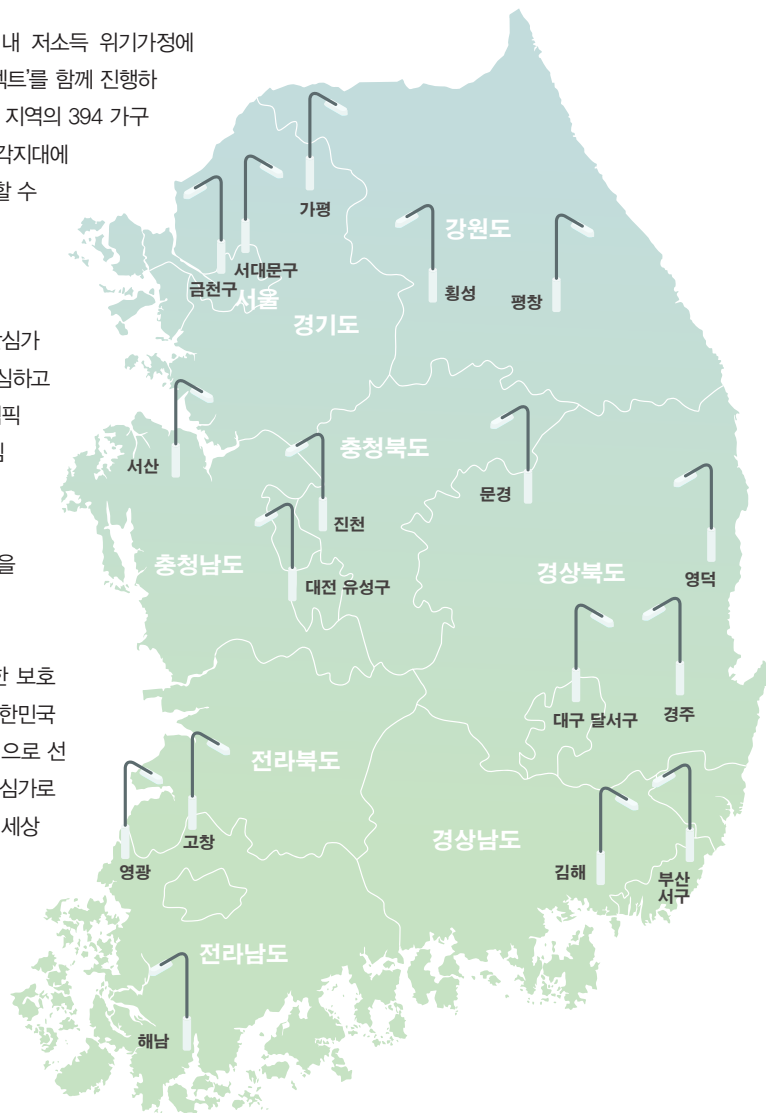 내 저소득 위기가정에
젝트'를 함께 진행하
지역의 394 가구
각지대에
할 수
심가
심하고
픽
을
한 보호
한민국
으로 선
심가로
세상
가평
강원도
서대문구
금천구
서울
횡성
평창
경기도
충청북도
서산
문경
진천
충청남도
대전 유성구
경상북도
영덕
대구 달서구
경주
전라북도
고창
영광
경상남도
김해
부산
서구
전라남도
해남